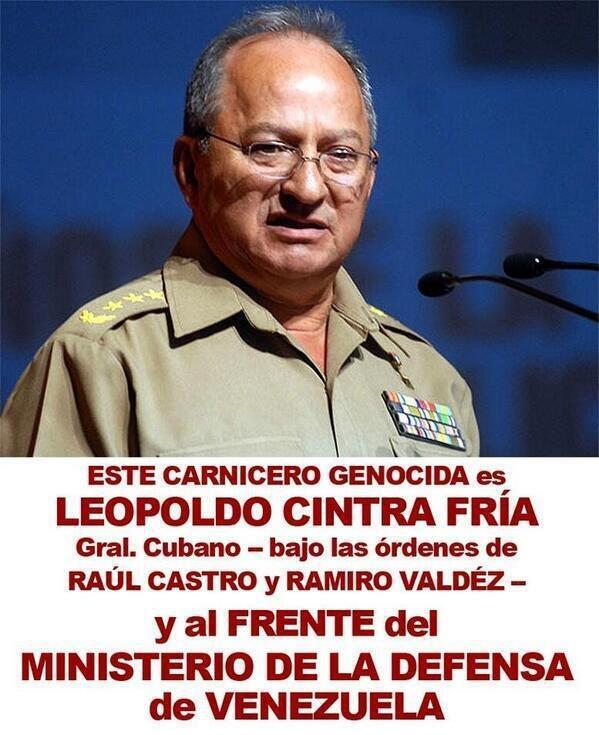 ESTE CARNICERO GENOCIDA es
LEOPOLDO CINTRA FRÍA
Gral. Cubano – bajo las órdenes de
RAÚL CASTRO y RAMIRO VALDÉZ –
y al FRENTE del
MINISTERIO DE LA DEFENSA
de VENEZUELA